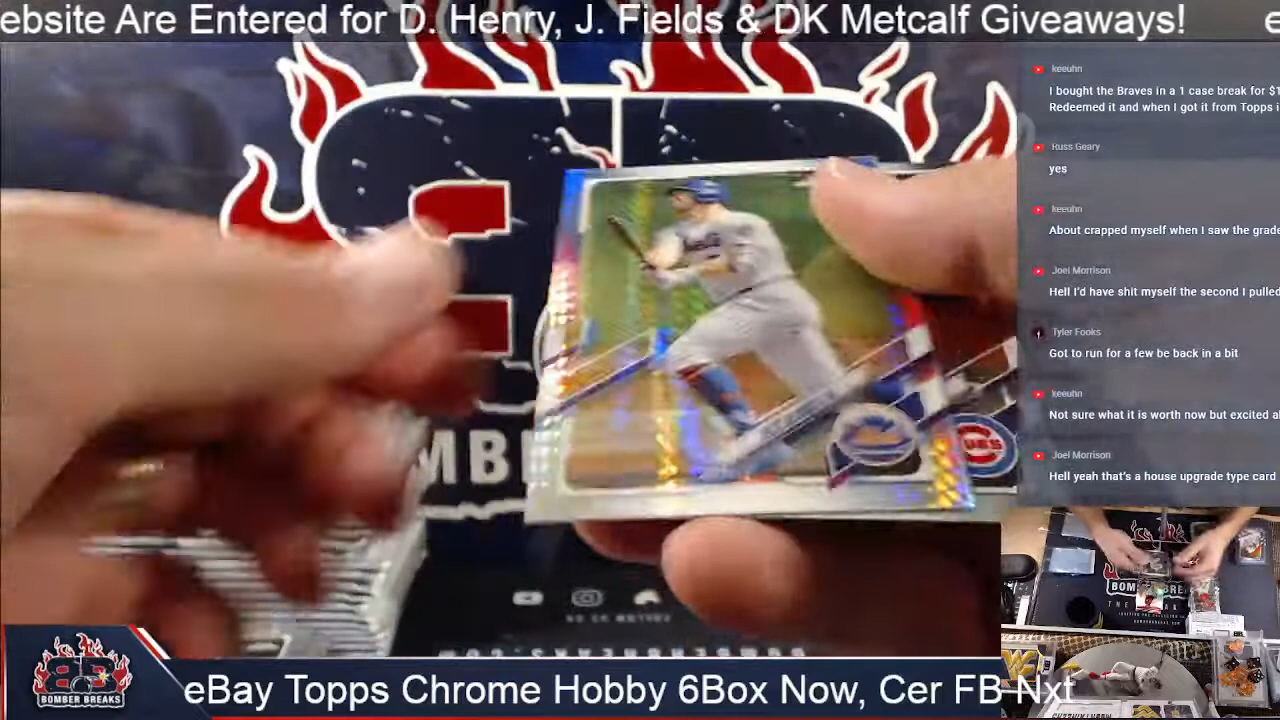 ebsite Are Entered for D. Henry, J. Fields & DK Metcalf Giveaways!
e
keeuhn
I bought the Braves in a 1 case break for $1
Redeemed it and when I got it from Topps i
Russ Geary
yes
keeuhn
About crapped myself when I saw the grade
Joel Morrison
Hell I'd have shit myself the second I pulled
Tyler Fooks
Got to run for a few be back in a bit
keeuhn
Not sure what it is worth now but excited a
Joel Morrison
Hell yeah that's a house upgrade type card
MB
BOMBER BREAKS
eBay Topps Chrome Hobby 6Box Now, Cer FB Nxt